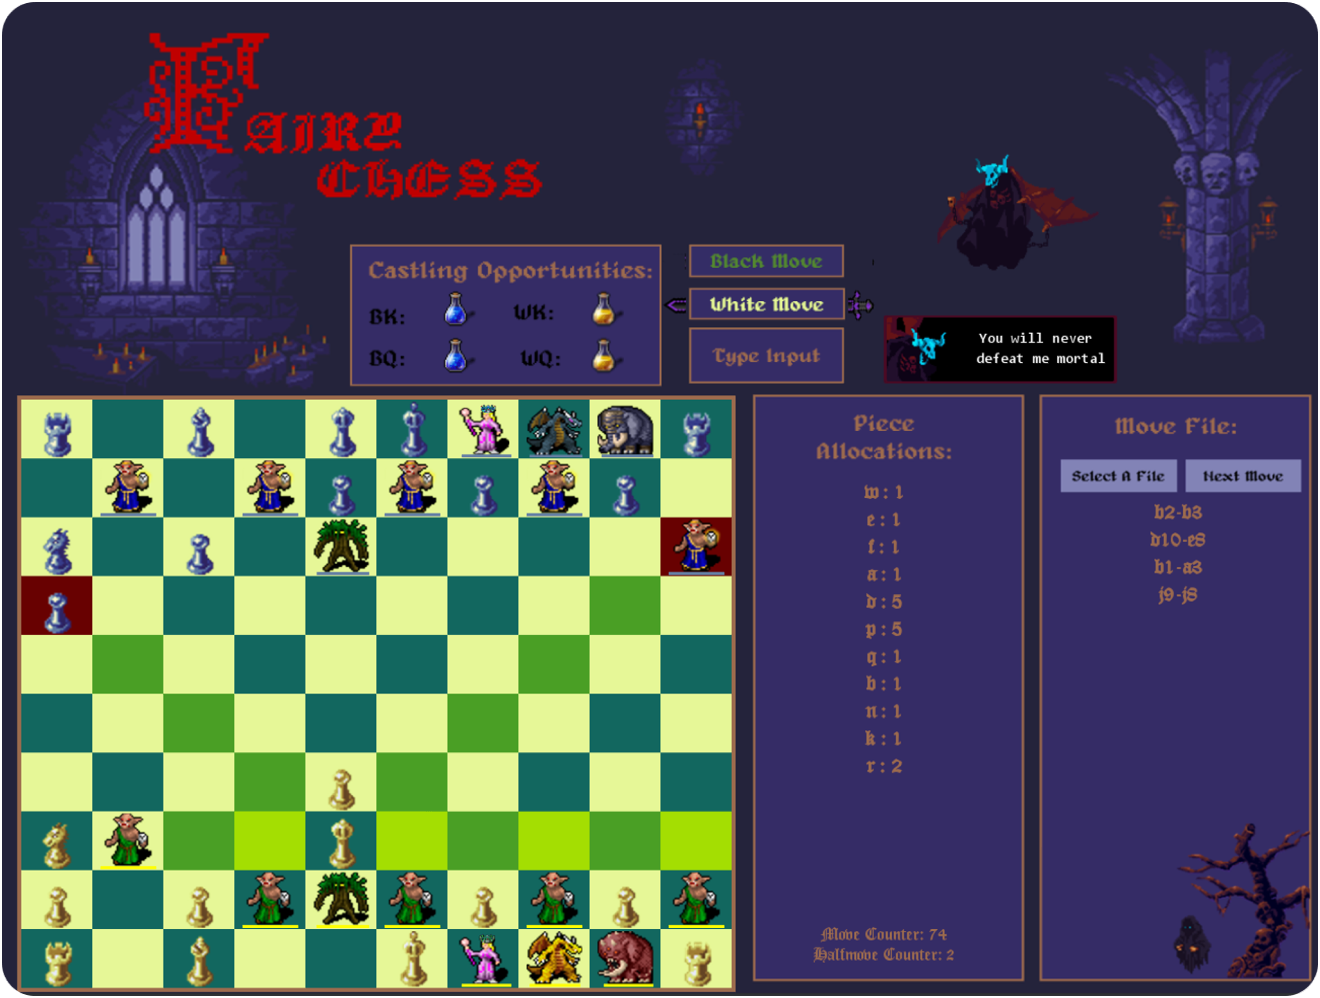 FAIRY
CHESS
Castling Opportunities:
BK: WK:
BQ: WQ:
Black Move
White Move
Type Input
You will never
defeat me mortal
Piece
Allocations:
w: 1
e: 1
f: 1
a: 1
d: 5
p: 5
q: 1
b: 1
n: 1
k: 1
r: 2
Move Counter: 74
Halfmove Counter: 2
Move File:
Select A File Next Move
b2-b3
d10-e8
b1-a3
j9-j8